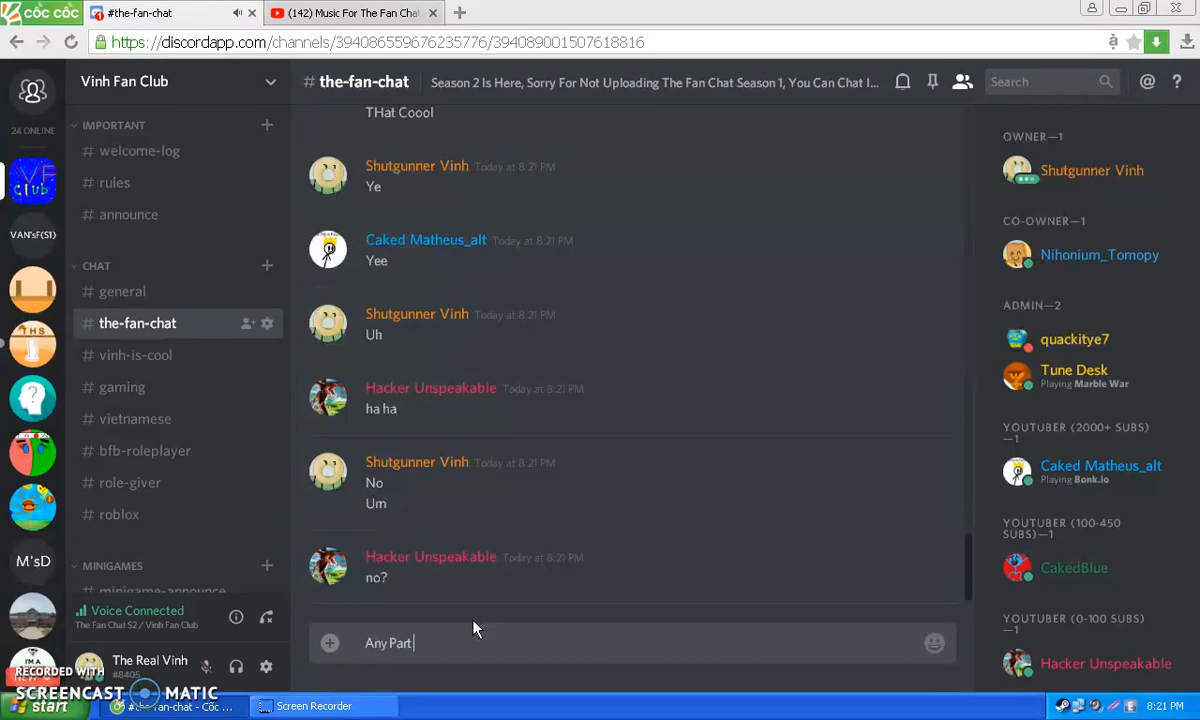 cốc cốc
#the-fan-chat
(142) Music For The Fan Chat
https://discordapp.com/channels/394086559676235776/394089001507618816
24 ONLINE
VF
Club
VAN'sF(S1)
THS
M'sD
I'M A
Vinh Fan Club
IMPORTANT
# welcome-log
# rules
# announce
CHAT
# general
# the-fan-chat
# vinh-is-cool
# gaming
# vietnamese
# bfb-roleplayer
# role-giver
# roblox
MINIGAMES
# minigame-announce
Voice Connected
The Fan Chat S2 / Vinh Fan Club
The Real Vinh
#8405
# the-fan-chat
Season 2 Is Here, Sorry For Not Uploading The Fan Chat Season 1, You Can Chat I...
Search
THat Coool
Shutgunner Vinh Today at 8:21 PM
Ye
Caked Matheus_alt Today at 8:21 PM
Yee
Shutgunner Vinh Today at 8:21 PM
Uh
Hacker Unspeakable Today at 8:21 PM
ha ha
Shutgunner Vinh Today at 8:21 PM
No
Um
Hacker Unspeakable Today at 8:21 PM
no?
Any Part
OWNER—1
Shutgunner Vinh
CO-OWNER—1
Nihonium_Tomopy
ADMIN—2
quackitye7
Tune Desk
Playing Marble War
YOUTUBER (2000+ SUBS)
—1
Caked Matheus_alt
Playing Bonk.io
YOUTUBER (100-450
SUBS)—1
CakedBlue
YOUTUBER (0-100 SUBS)
—1
Hacker Unspeakable
RECORDED WITH
SCREENCAST MATIC
start
#the-fan-chat - Cốc ...
Screen Recorder
8:21 PM